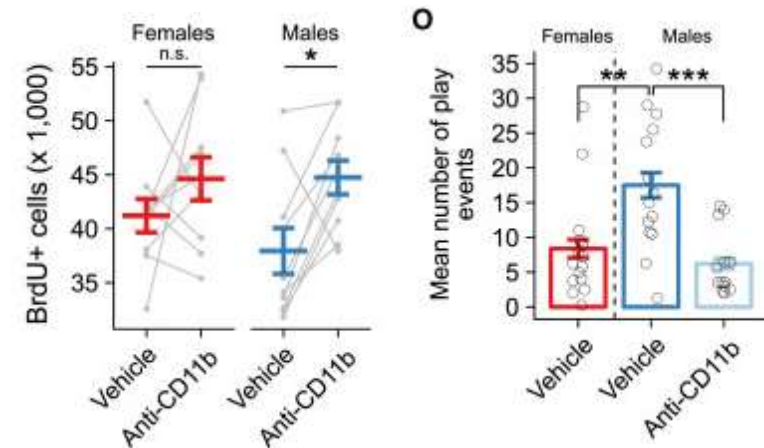 Females
Males
n.s.
*
BrdU+ cells (x 1,000)
55
50
45
40
35
Vehicle
Anti-CD11b
Vehicle
Anti-CD11b
O
Females
Males
**
***
Mean number of play
events
35
30
25
20
15
10
5
0
Vehicle
Vehicle
Anti-CD11b